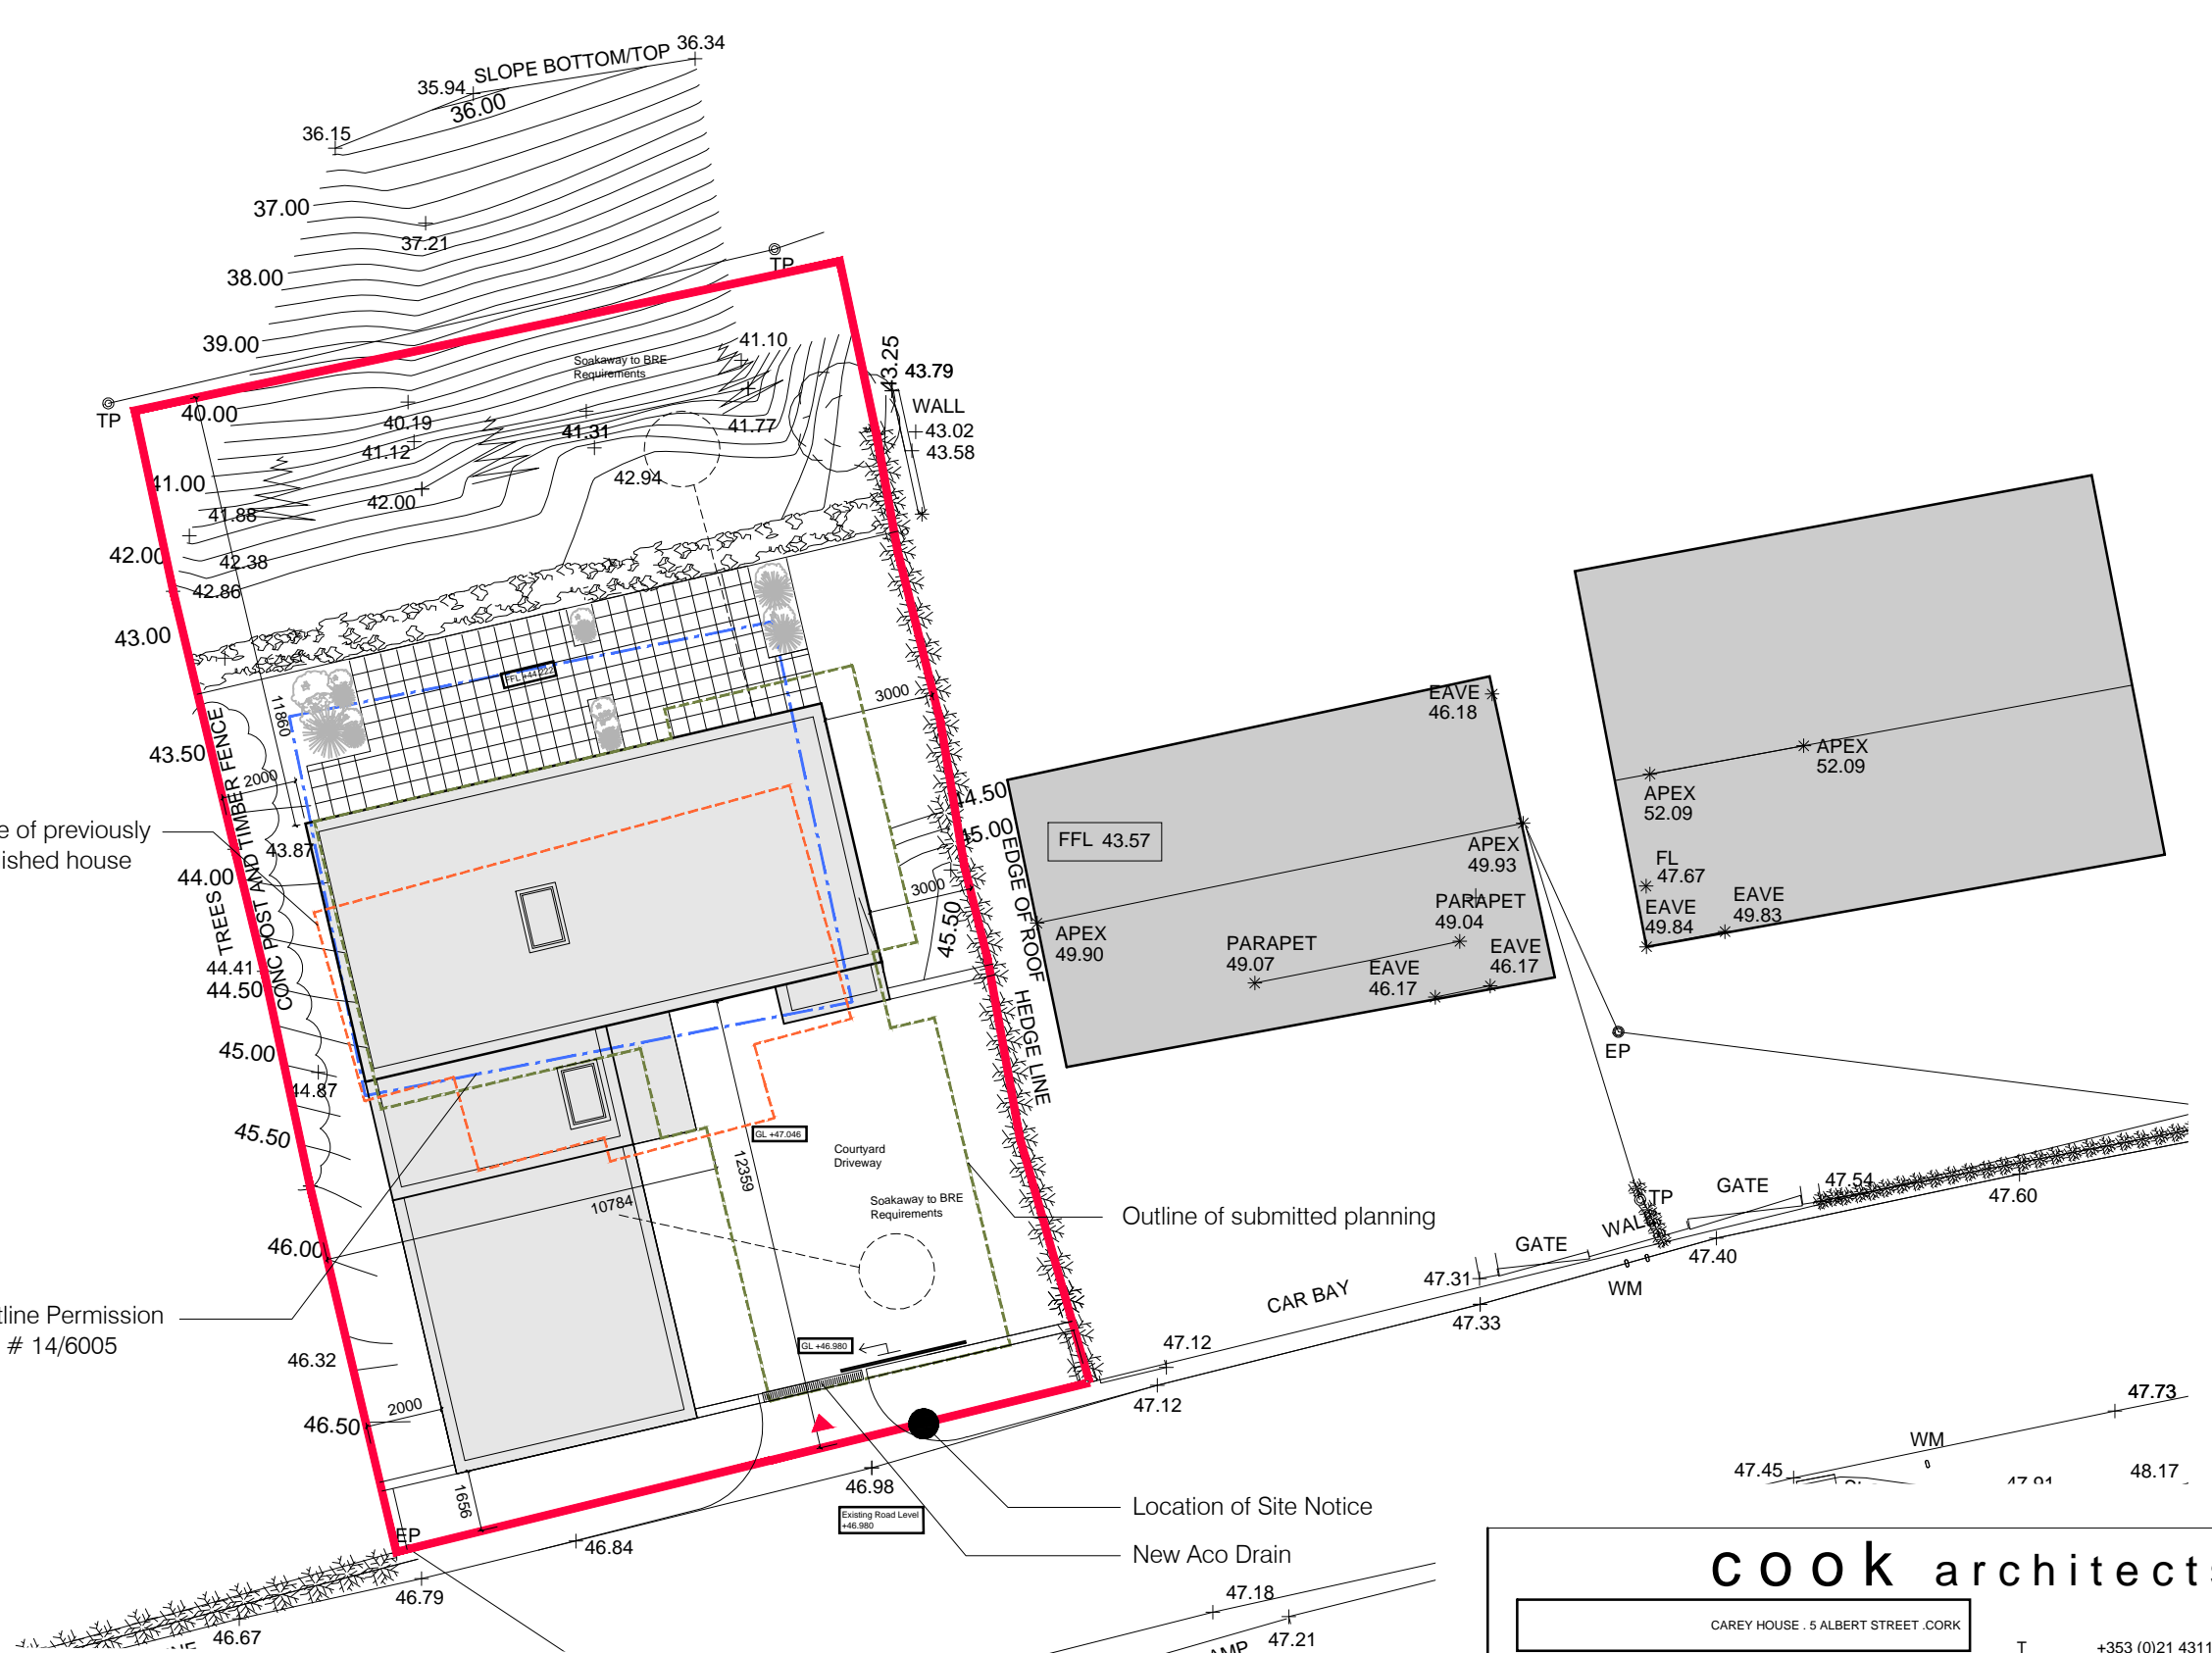 36.34
SLOPE BOTTOM/TOP
35.94
36.00
36.15
37.00
37.21
38.00
TP
39.00
41.10
43.25
43.79
Soakaway to BRE
Requirements
TP
40.00
40.19
WALL
43.02
43.58
41.31
41.77
41.12
42.94
41.00
42.00
41.88
42.00
42.38
42.86
43.00
11860
3000
43.50
2000
CONC POST AND TIMBER FENCE
TREES
e of previously
ished house
43.87
44.00
44.50
45.00
3000
45.50
EDGE OF ROOF
HEDGE LINE
FFL 43.57
EAVE
46.18
APEX
49.93
PARAPET
49.04
APEX
49.90
PARAPET
49.07
EAVE
46.17
EAVE
46.17
APEX
52.09
APEX
52.09
FL
47.67
EAVE
49.84
EAVE
49.83
44.41
44.50
45.00
44.87
45.50
EP
GL +47.046
Courtyard
Driveway
12359
10784
Soakaway to BRE
Requirements
Outline of submitted planning
46.00
tline Permission
# 14/6005
46.32
GL +46.980
46.50
2000
1656
CAR BAY
47.31
GATE
47.33
WM
TP
GATE
47.54
47.60
47.40
47.12
47.12
46.98
Existing Road Level
+46.980
Location of Site Notice
New Aco Drain
EP
46.84
46.79
46.67
47.18
47.21
47.73
WM
47.45
48.17
cook architects
CAREY HOUSE . 5 ALBERT STREET .CORK
T +353 (0)21 4311